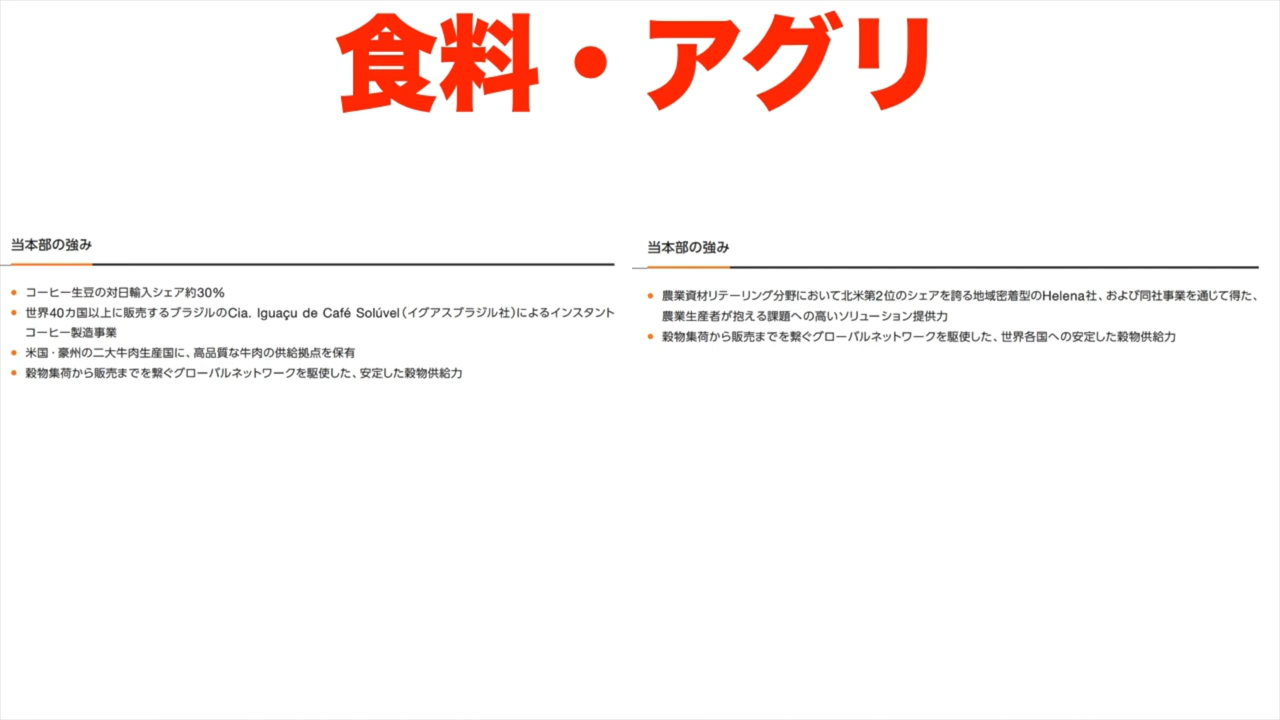 食料・アグリ
当本部の強み
• コーヒー生豆の対日輸入シェア約30%
• 世界40カ国以上に販売するブラジルのCia. Iguaçu de Café Solúvel（イグアスブラジル社）によるインスタント
コーヒー製造事業
• 米国・豪州の二大牛肉生産国に、高品質な牛肉の供給拠点を保有
• 穀物集荷から販売までを繋ぐグローバルネットワークを駆使した、安定した穀物供給力
当本部の強み
• 農業資材リテーリング分野において北米第2位のシェアを誇る地域密着型のHelena社、および同社事業を通じて得た、
農業生産者が抱える課題への高いソリューション提供力
• 穀物集荷から販売までを繋ぐグローバルネットワークを駆使した、世界各国への安定した穀物供給力